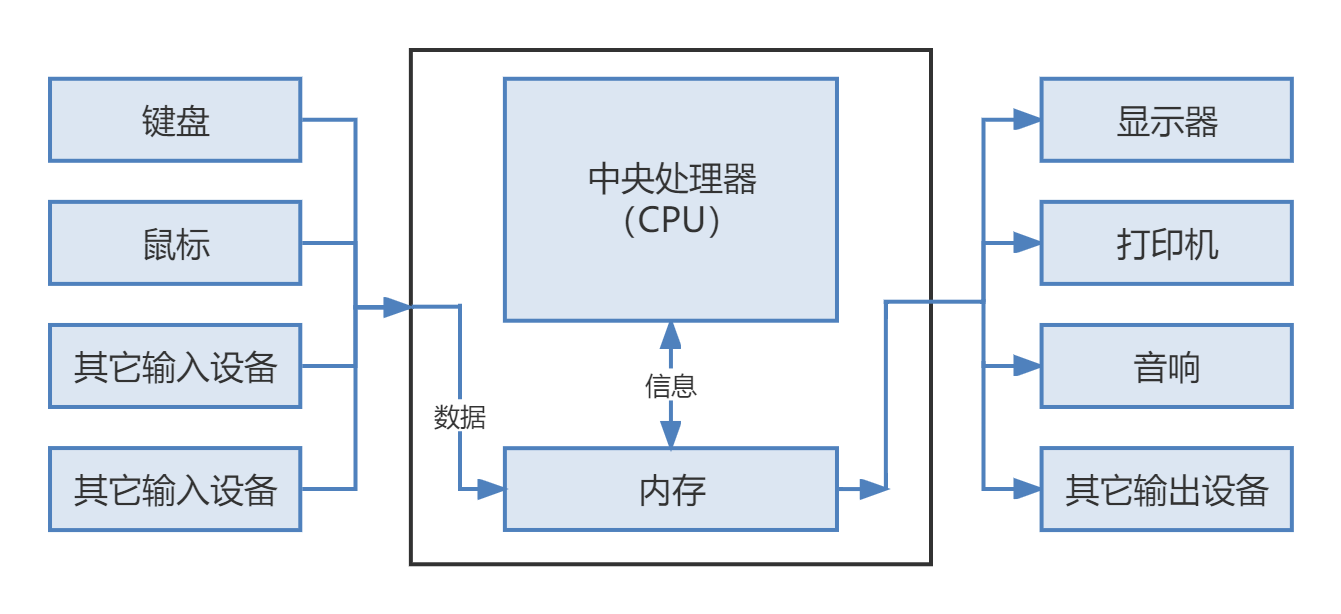 键盘
鼠标
其它输入设备
其它输入设备
中央处理器
（CPU）
信息
数据
内存
显示器
打印机
音响
其它输出设备